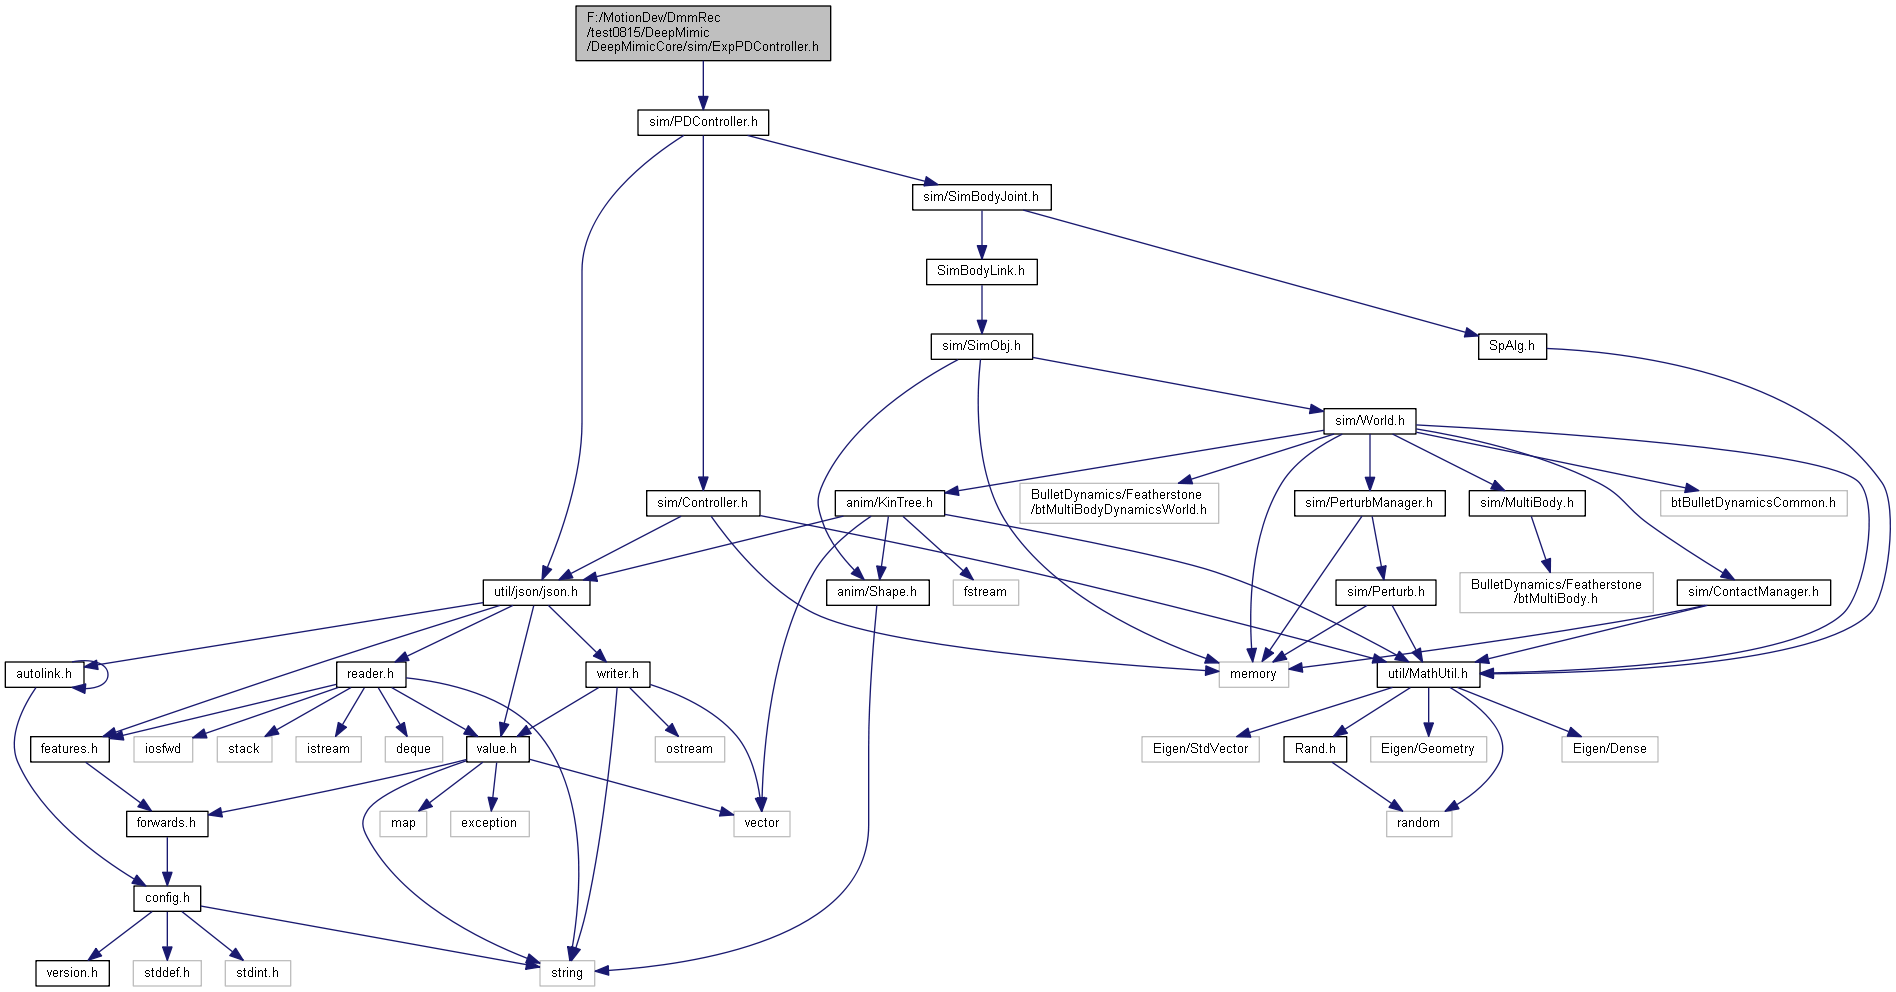 F:/MotionDev/DmmRec
/test0815/DeepMimic
/DeepMimicCore/sim/ExpPDController.h
sim/PDController.h
sim/SimBodyJoint.h
SimBodyLink.h
sim/SimObj.h
SpAlg.h
sim/World.h
sim/Controller.h
anim/KinTree.h
BulletDynamics/Featherstone
/btMultiBodyDynamicsWorld.h
sim/PerturbManager.h
sim/MultiBody.h
btBulletDynamicsCommon.h
util/json/json.h
anim/Shape.h
fstream
sim/Perturb.h
BulletDynamics/Featherstone
/btMultiBody.h
sim/ContactManager.h
autolink.h
reader.h
writer.h
memory
util/MathUtil.h
features.h
iosfwd
stack
istream
deque
value.h
ostream
Eigen/StdVector
Rand.h
Eigen/Geometry
Eigen/Dense
forwards.h
map
exception
vector
random
config.h
version.h
stddef.h
stdint.h
string